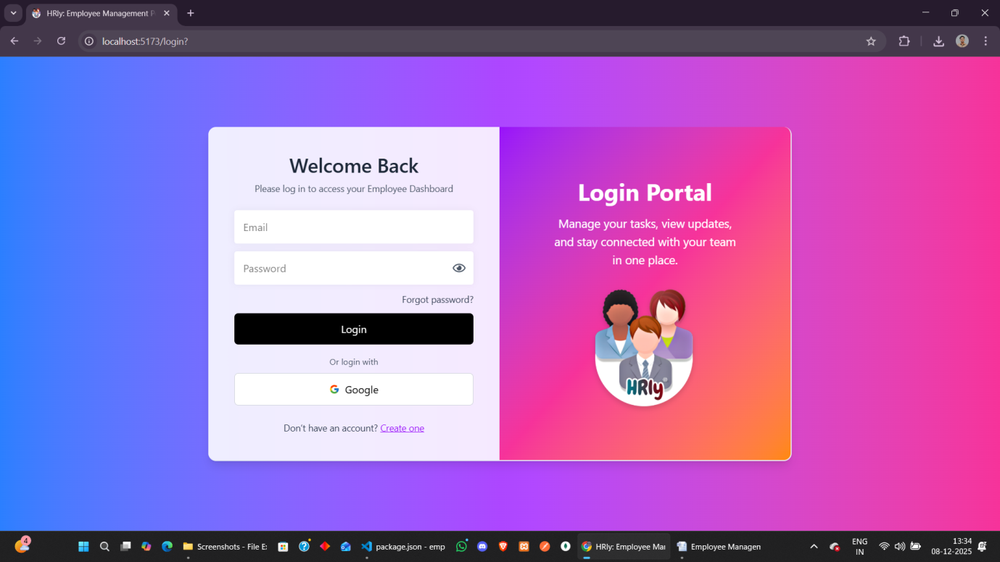 HRly: Employee Management P
localhost:5173/login?
Welcome Back
Please log in to access your Employee Dashboard
Email
Password
Forgot password?
Login
Or login with
Google
Don't have an account? Create one
Login Portal
Manage your tasks, view updates,
and stay connected with your team
in one place.
HRly®
4
Screenshots - File Ex
package.json - emp
HRly: Employee Mar
Employee Managen
ENG
IN
13:34
08-12-2025